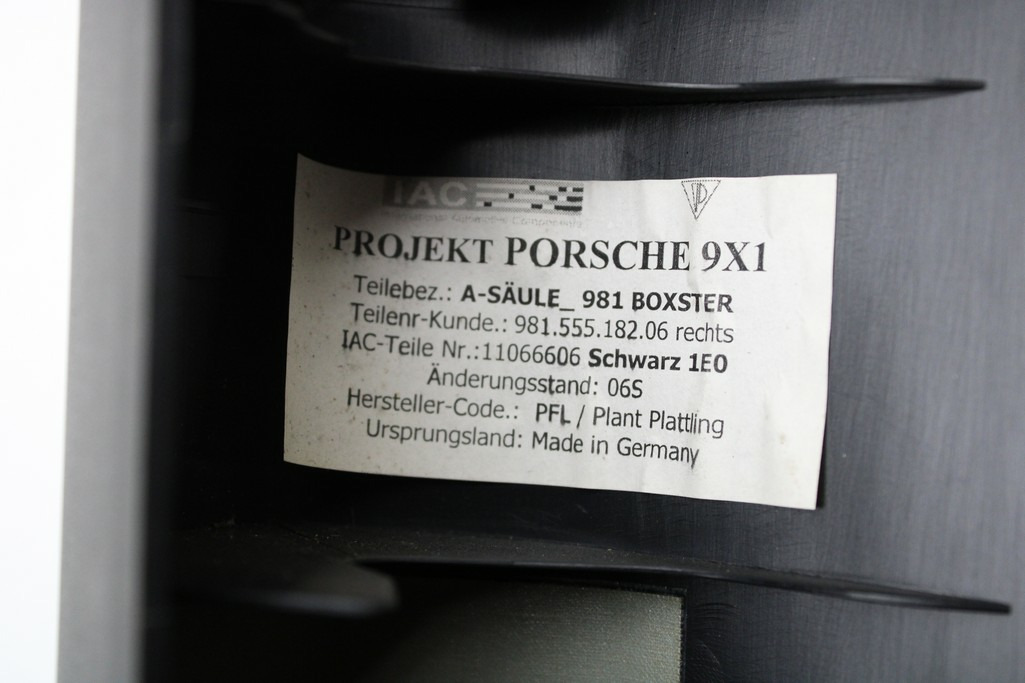 IAC
PROJEKT PORSCHE 9X1
Teilebez.: A-SÄULE_ 981 BOXSTER
Teilenr-Kunde.: 981.555.182.06 rechts
IAC-Teile Nr.:11066606 Schwarz 1E0
Änderungsstand: 06S
Hersteller-Code.: PFL / Plant Plattling
Ursprungsland: Made in Germany